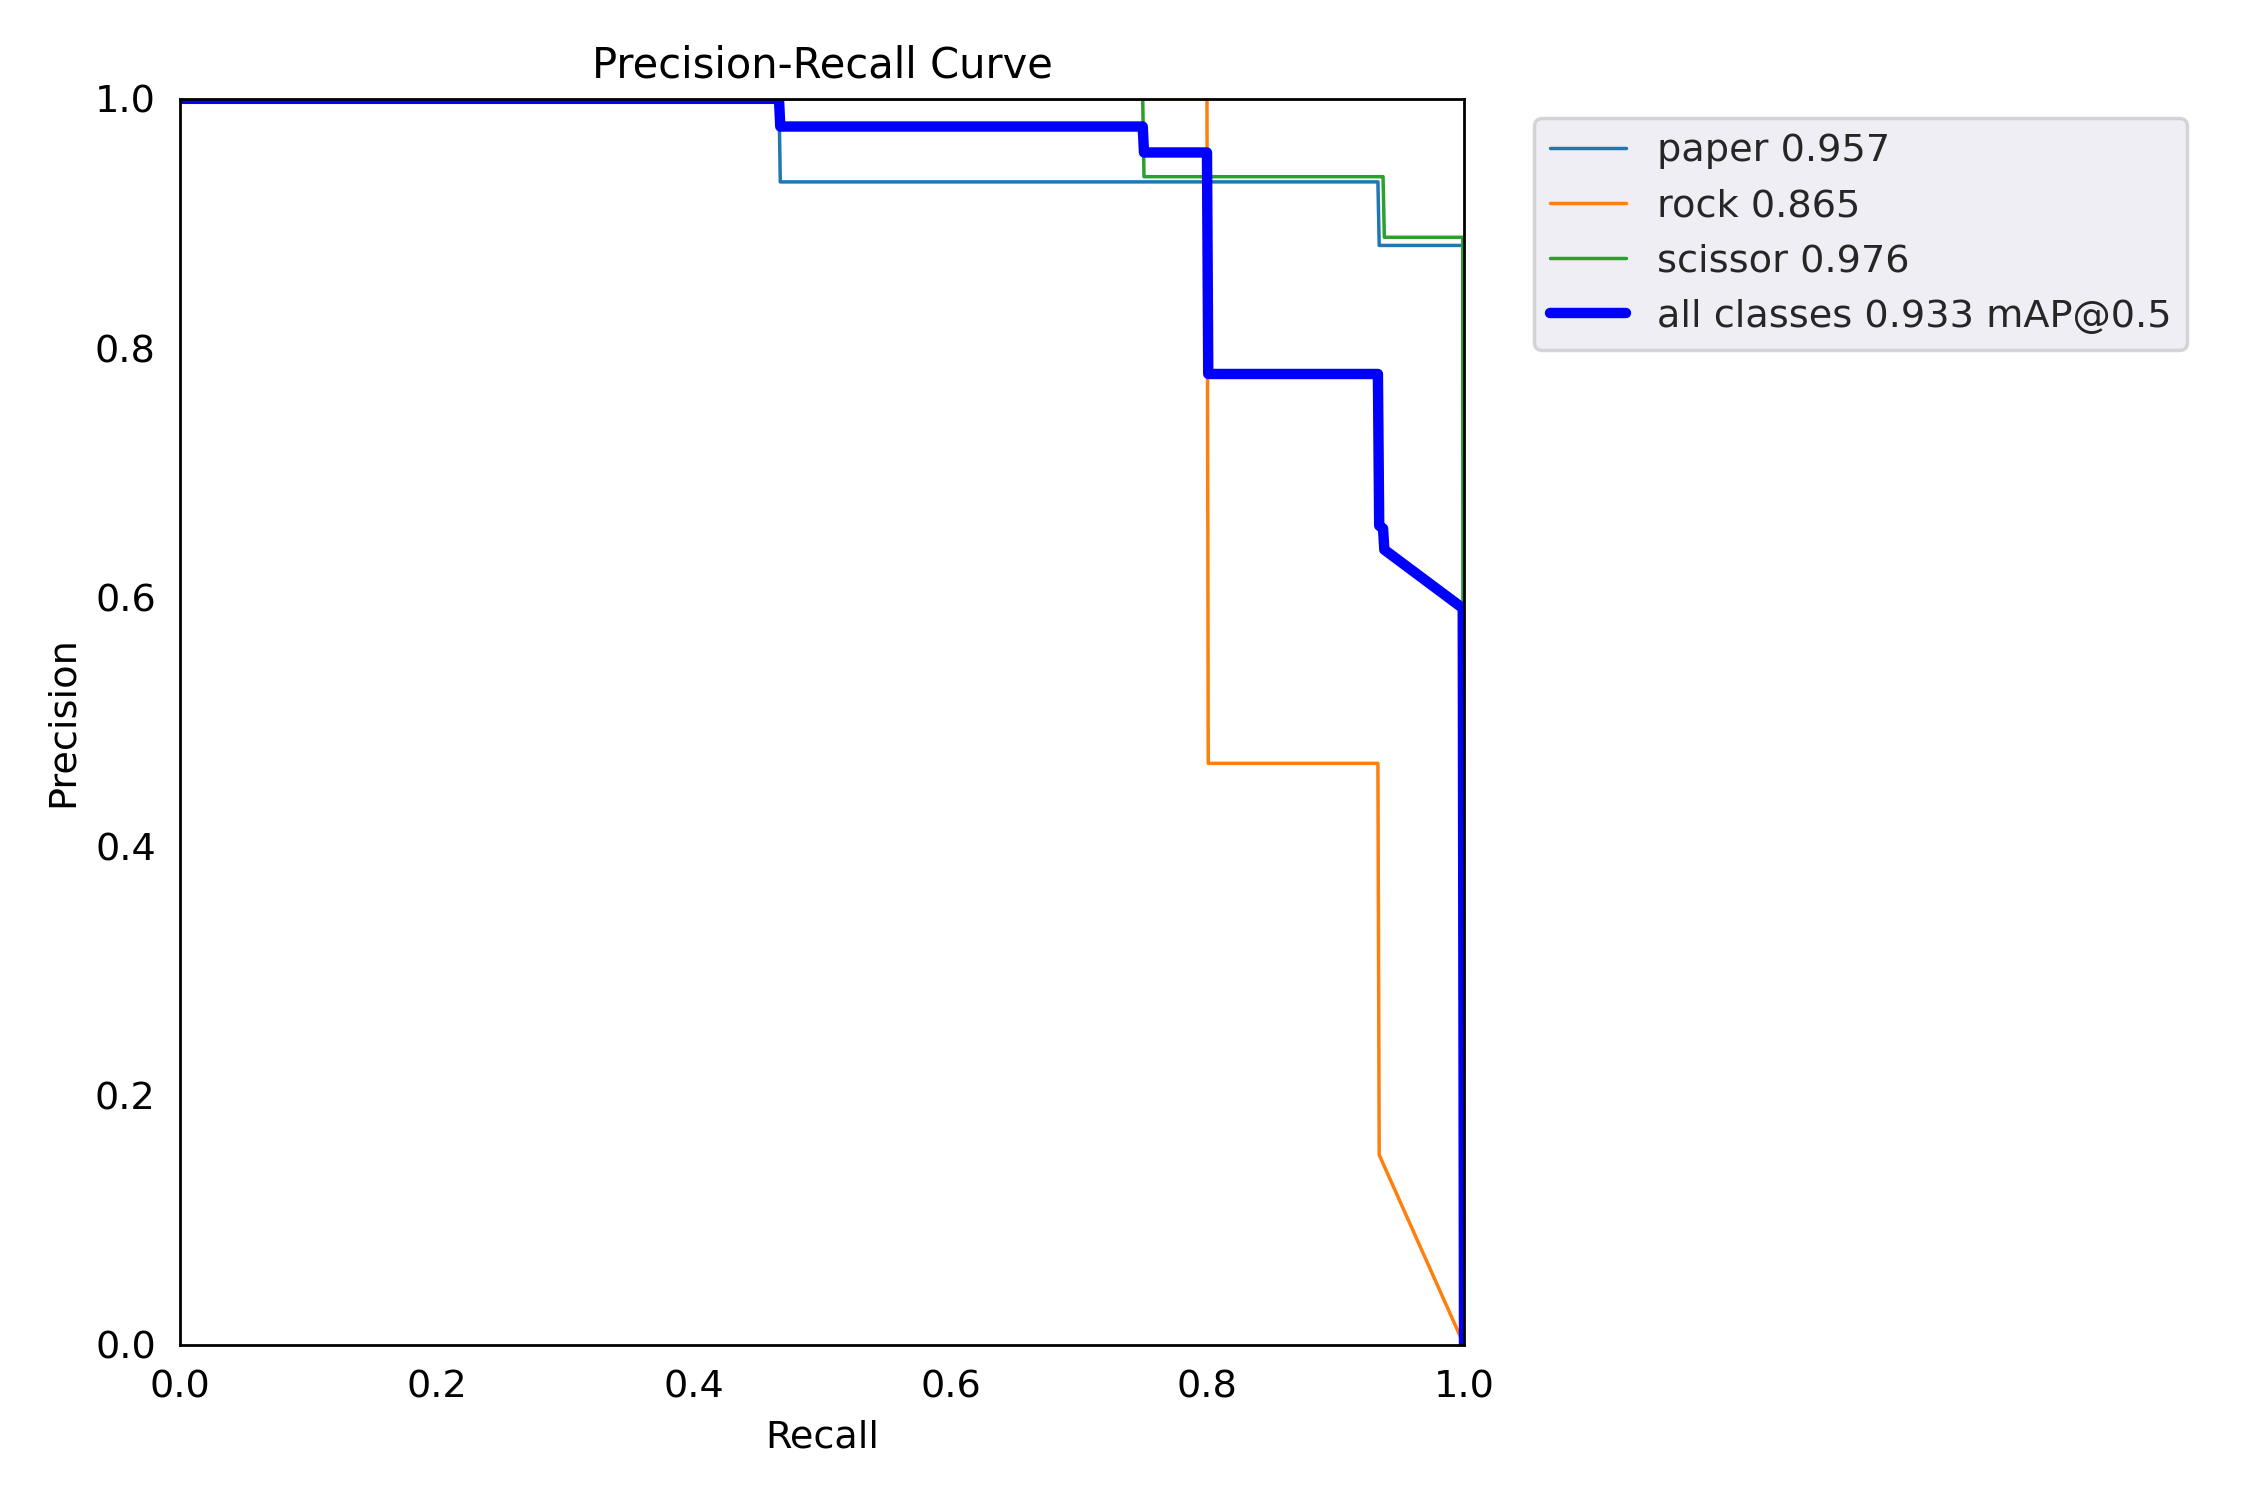 Precision-Recall Curve
1.0
0.8
0.6
0.4
0.2
0.0
Precision
0.0 0.2 0.4 0.6 0.8 1.0
Recall
paper 0.957
rock 0.865
scissor 0.976
all classes 0.933 mAP@0.5